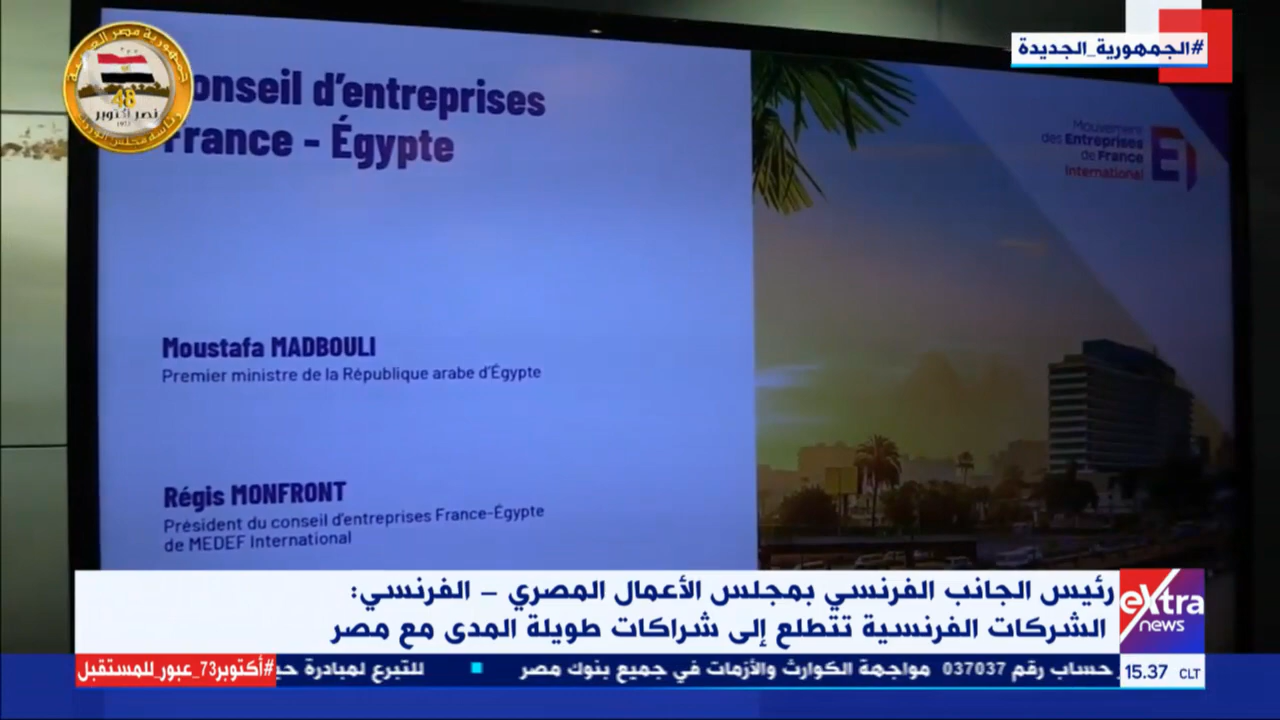 #الجمهورية_الجديدة
onseil d'entreprises
France - Égypte
Mouvement
des Entreprises
de France
International
48
نصر أكتوبر
Moustafa MADBOULI
Premier ministre de la République arabe d'Égypte
Régis MONFRONT
Président du conseil d'entreprises France-Égypte
de MEDEF International
رئيس الجانب الفرنسي بمجلس الأعمال المصري – الفرنسي:
الشركات الفرنسية تتطلع إلى شراكات طويلة المدى مع مصر
eXtra
news
15.37 CLT
حساب رقم 037037 مواجهة الكوارث والأزمات في جميع بنوك مصر
للتبرع لمبادرة
#أكتوبر73_عبور_للمستقبل